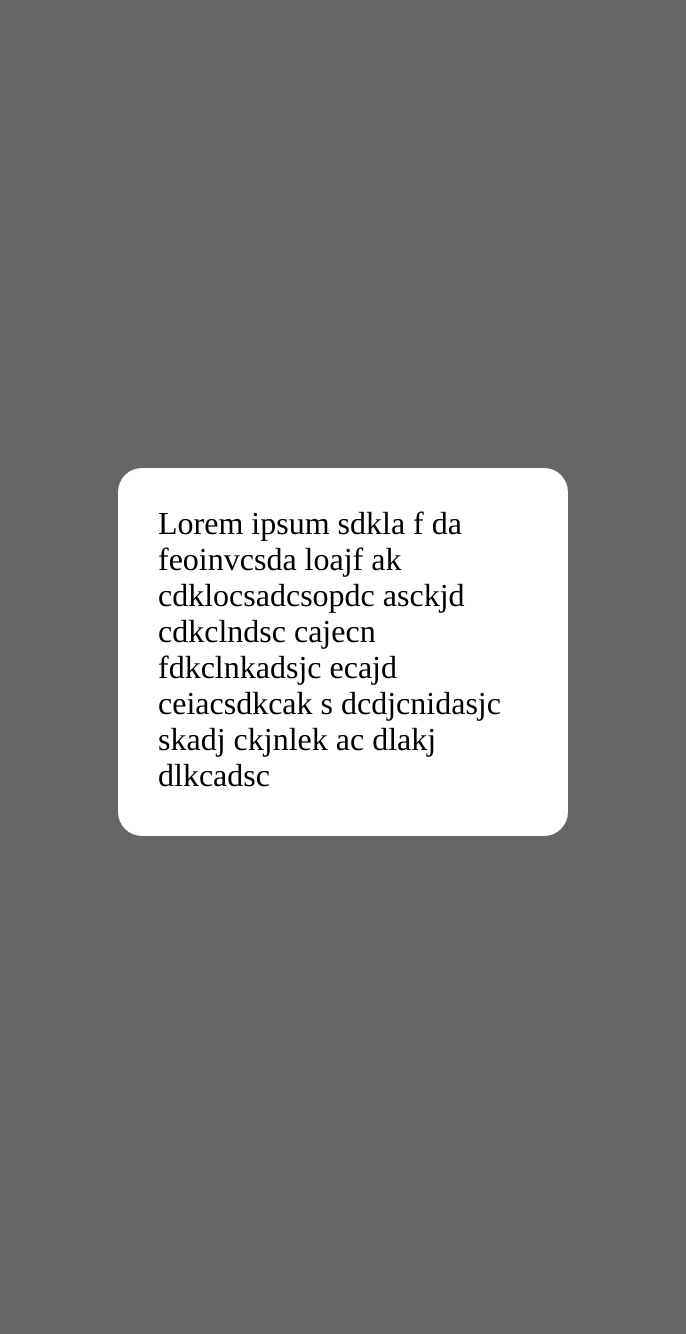 Lorem ipsum sdkla f da
feoinvcsda loajf ak
cdklocsadcsopdc asckjd
cdkclndsc cajecn
fdkclnkadsjc ecajd
ceiacsdkcak s dcdjcnidasjc
skadj ckjnlek ac dlakj
dlkcadsc